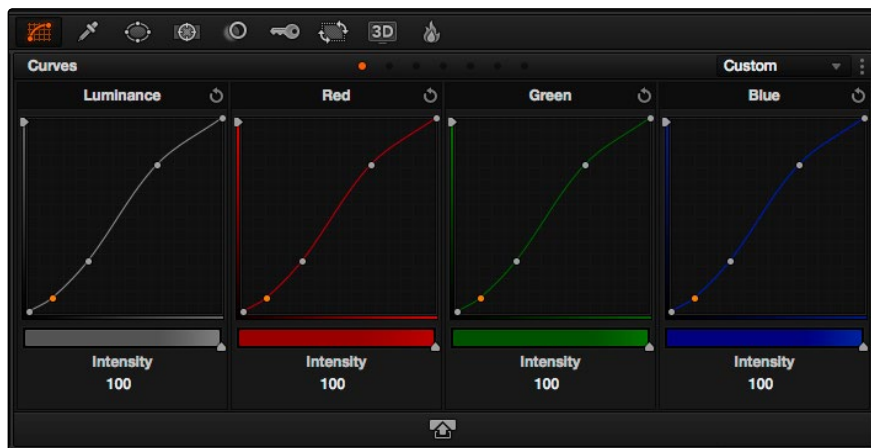 3D
Curves Custom
Luminance Red Green Blue
Intensity Intensity Intensity Intensity
100 100 100 100